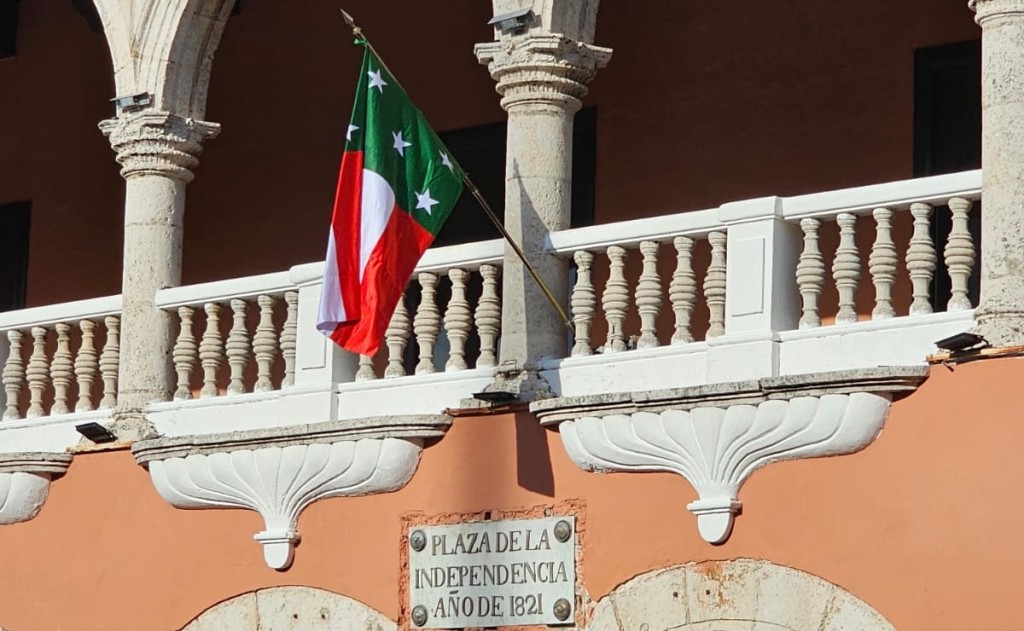 PLAZA DE LA
INDEPENDENCIA
AÑO DE 1821